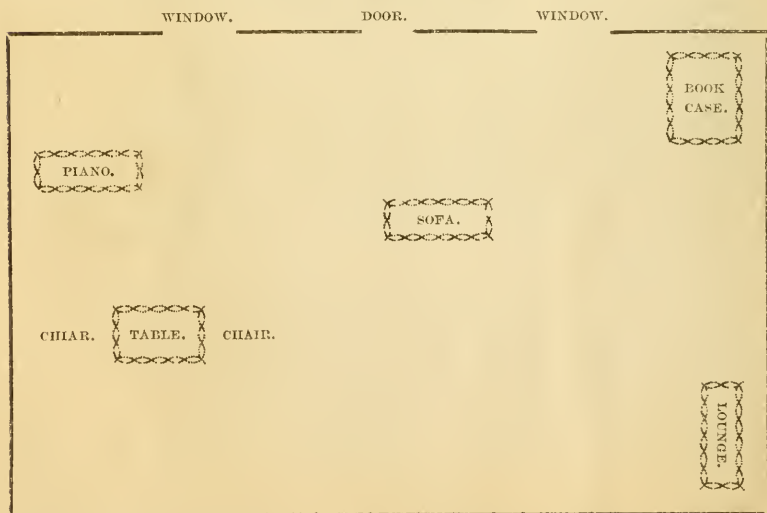 WINDOW. DOOR. WINDOW.
BOOK
CASE.
PIANO.
SOFA.
CHIAR. TABLE. CHAIR.
LOUNGE.